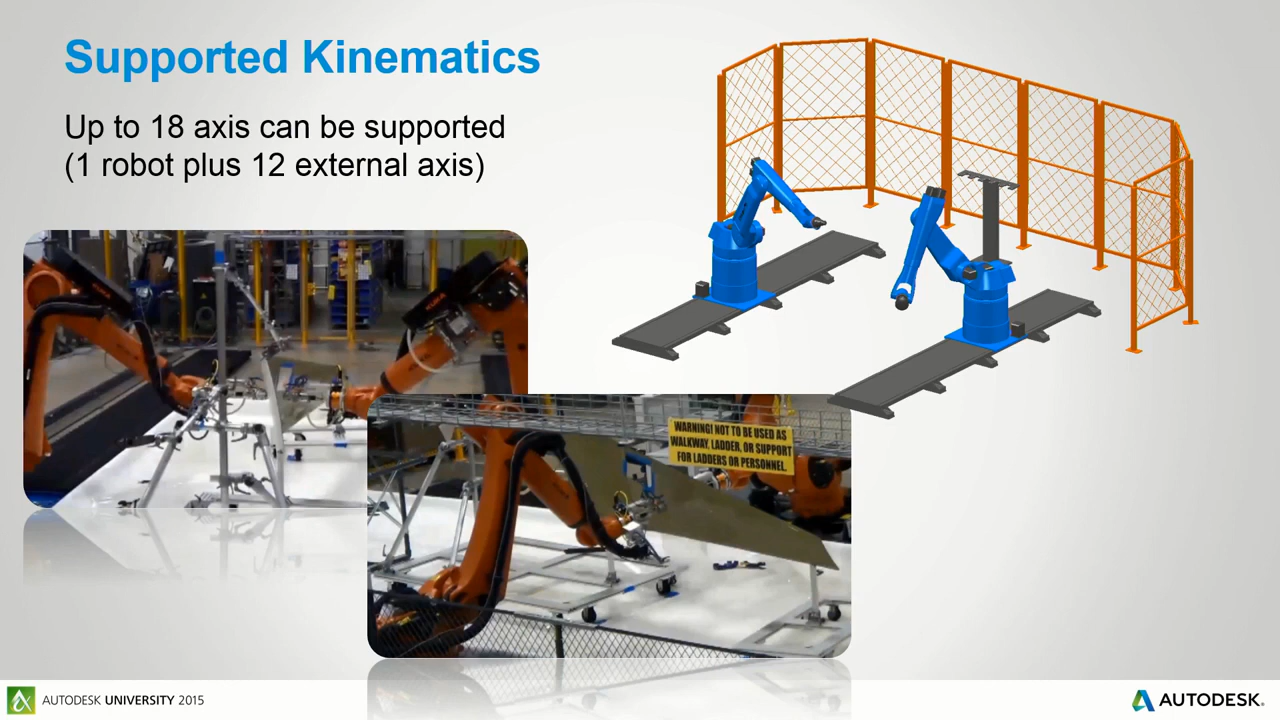 Supported Kinematics
Up to 18 axis can be supported
(1 robot plus 12 external axis)
WARNING! NOT TO BE USED AS
WALKWAY, LADDER, OR SUPPORT
FOR LADDERS OR PERSONNEL.
AUTODESK UNIVERSITY 2015
AUTODESK.